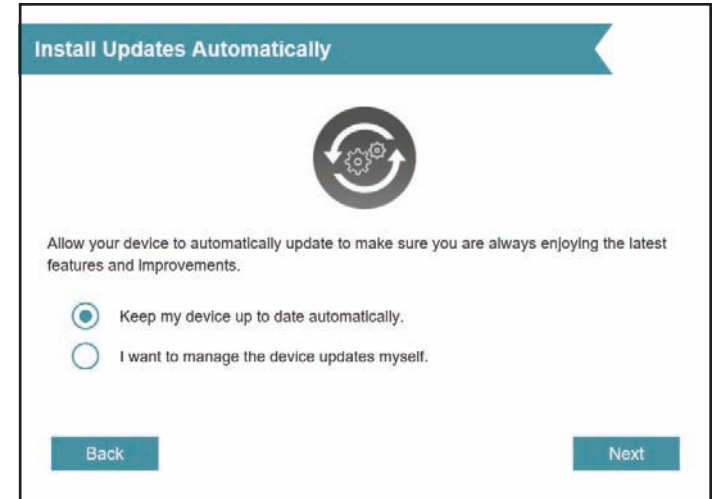 Install Updates Automatically
Allow your device to automatically update to make sure you are always enjoying the latest
features and improvements.
Keep my device up to date automatically.
I want to manage the device updates myself.
Back
Next